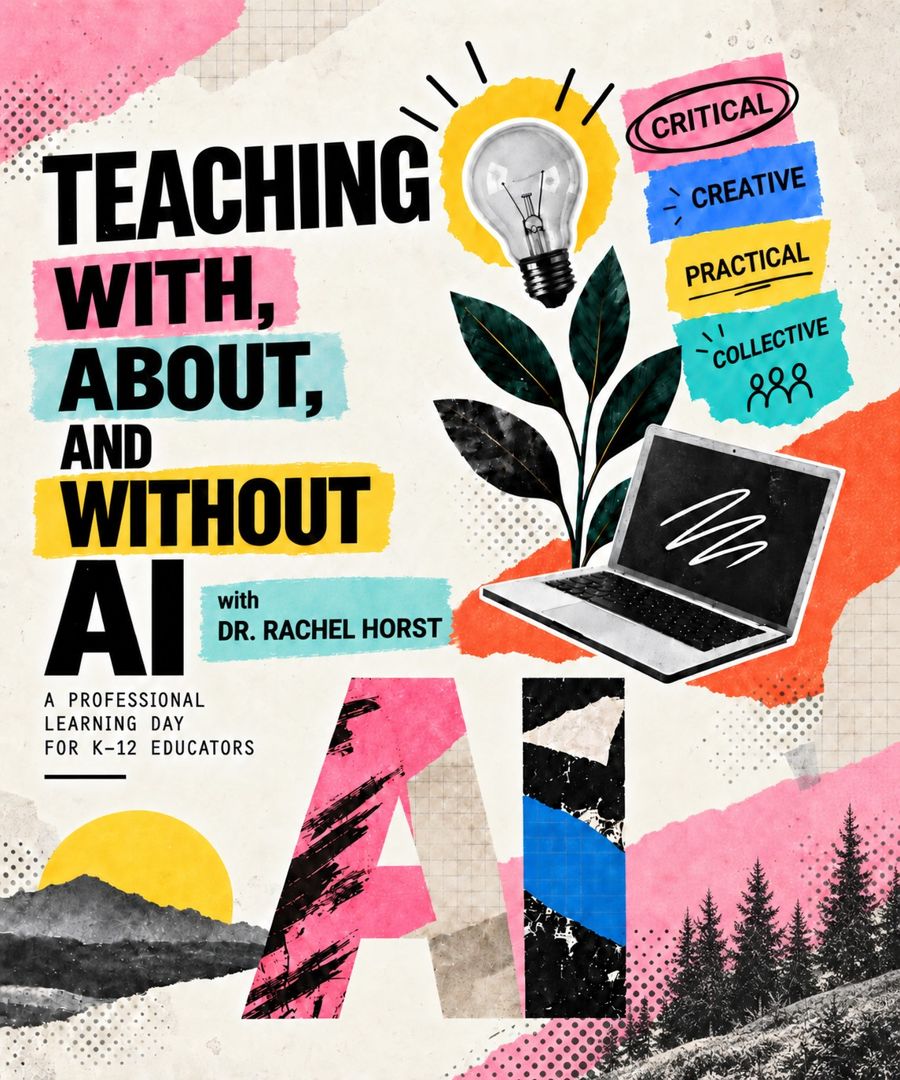 TEACHING
WITH,
ABOUT,
AND
WITHOUT
AI
with
DR. RACHEL HORST
A PROFESSIONAL
LEARNING DAY
FOR K–12 EDUCATORS
CRITICAL
CREATIVE
PRACTICAL
COLLECTIVE
AI